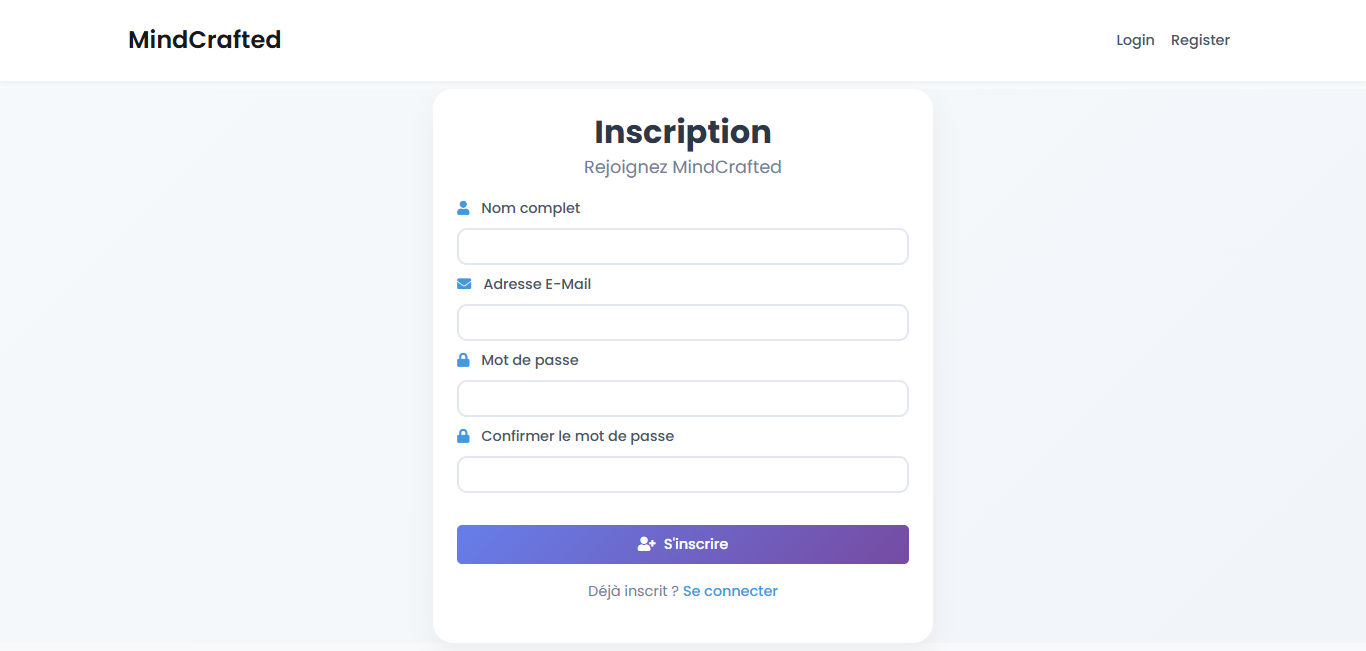 MindCrafted
Login Register
Inscription
Rejoignez MindCrafted
Nom complet
Adresse E-Mail
Mot de passe
Confirmer le mot de passe
S'inscrire
Déjà inscrit ? Se connecter